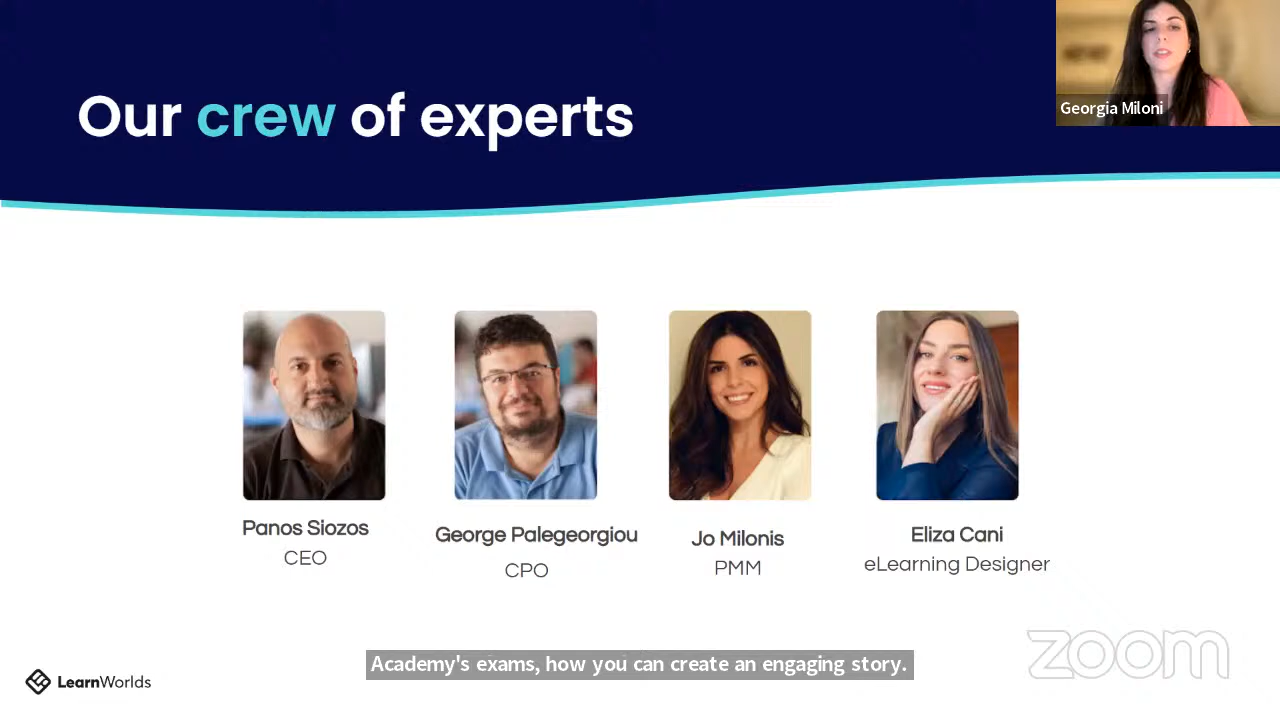 Our crew of experts
Georgia Miloni
Panos Siozos
CEO
George Palegeorgiou
CPO
Jo Milonis
PMM
Eliza Cani
eLearning Designer
Academy's exams, how you can create an engaging story.
LearnWorlds
zoom